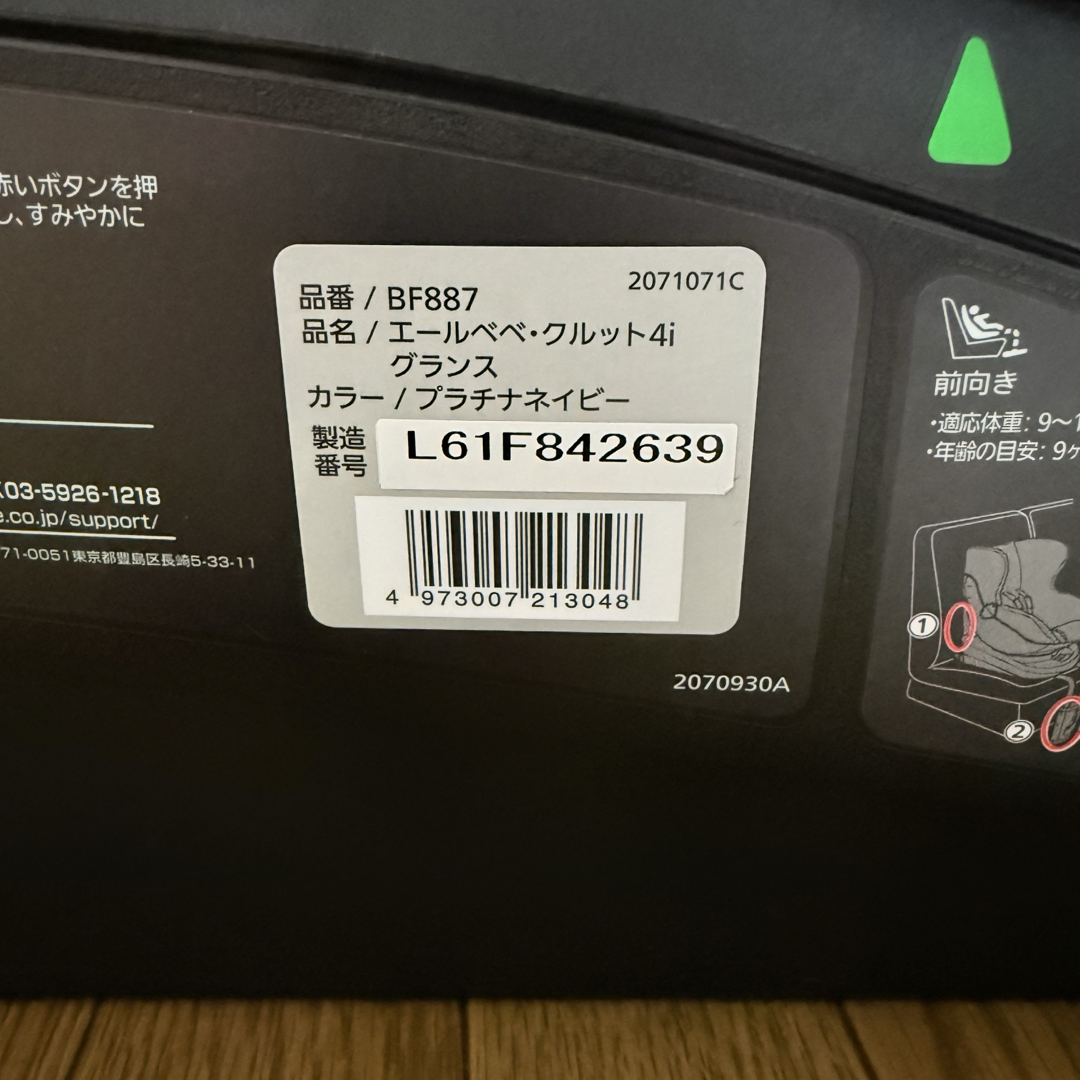 赤いボタンを押
し、すみやかに
2071071C
品番 / BF887
品名 / エールベベ・クルット4i
グランス
カラー / プラチナネイビー
製造
番号
L61F842639
4 973007 213048
2070930A
03-5926-1218
e.co.jp/support/
71-0051東京都豊島区長崎5-33-11
前向き
・適応体重: 9〜1
・年齢の目安: 9ヶ
1
2